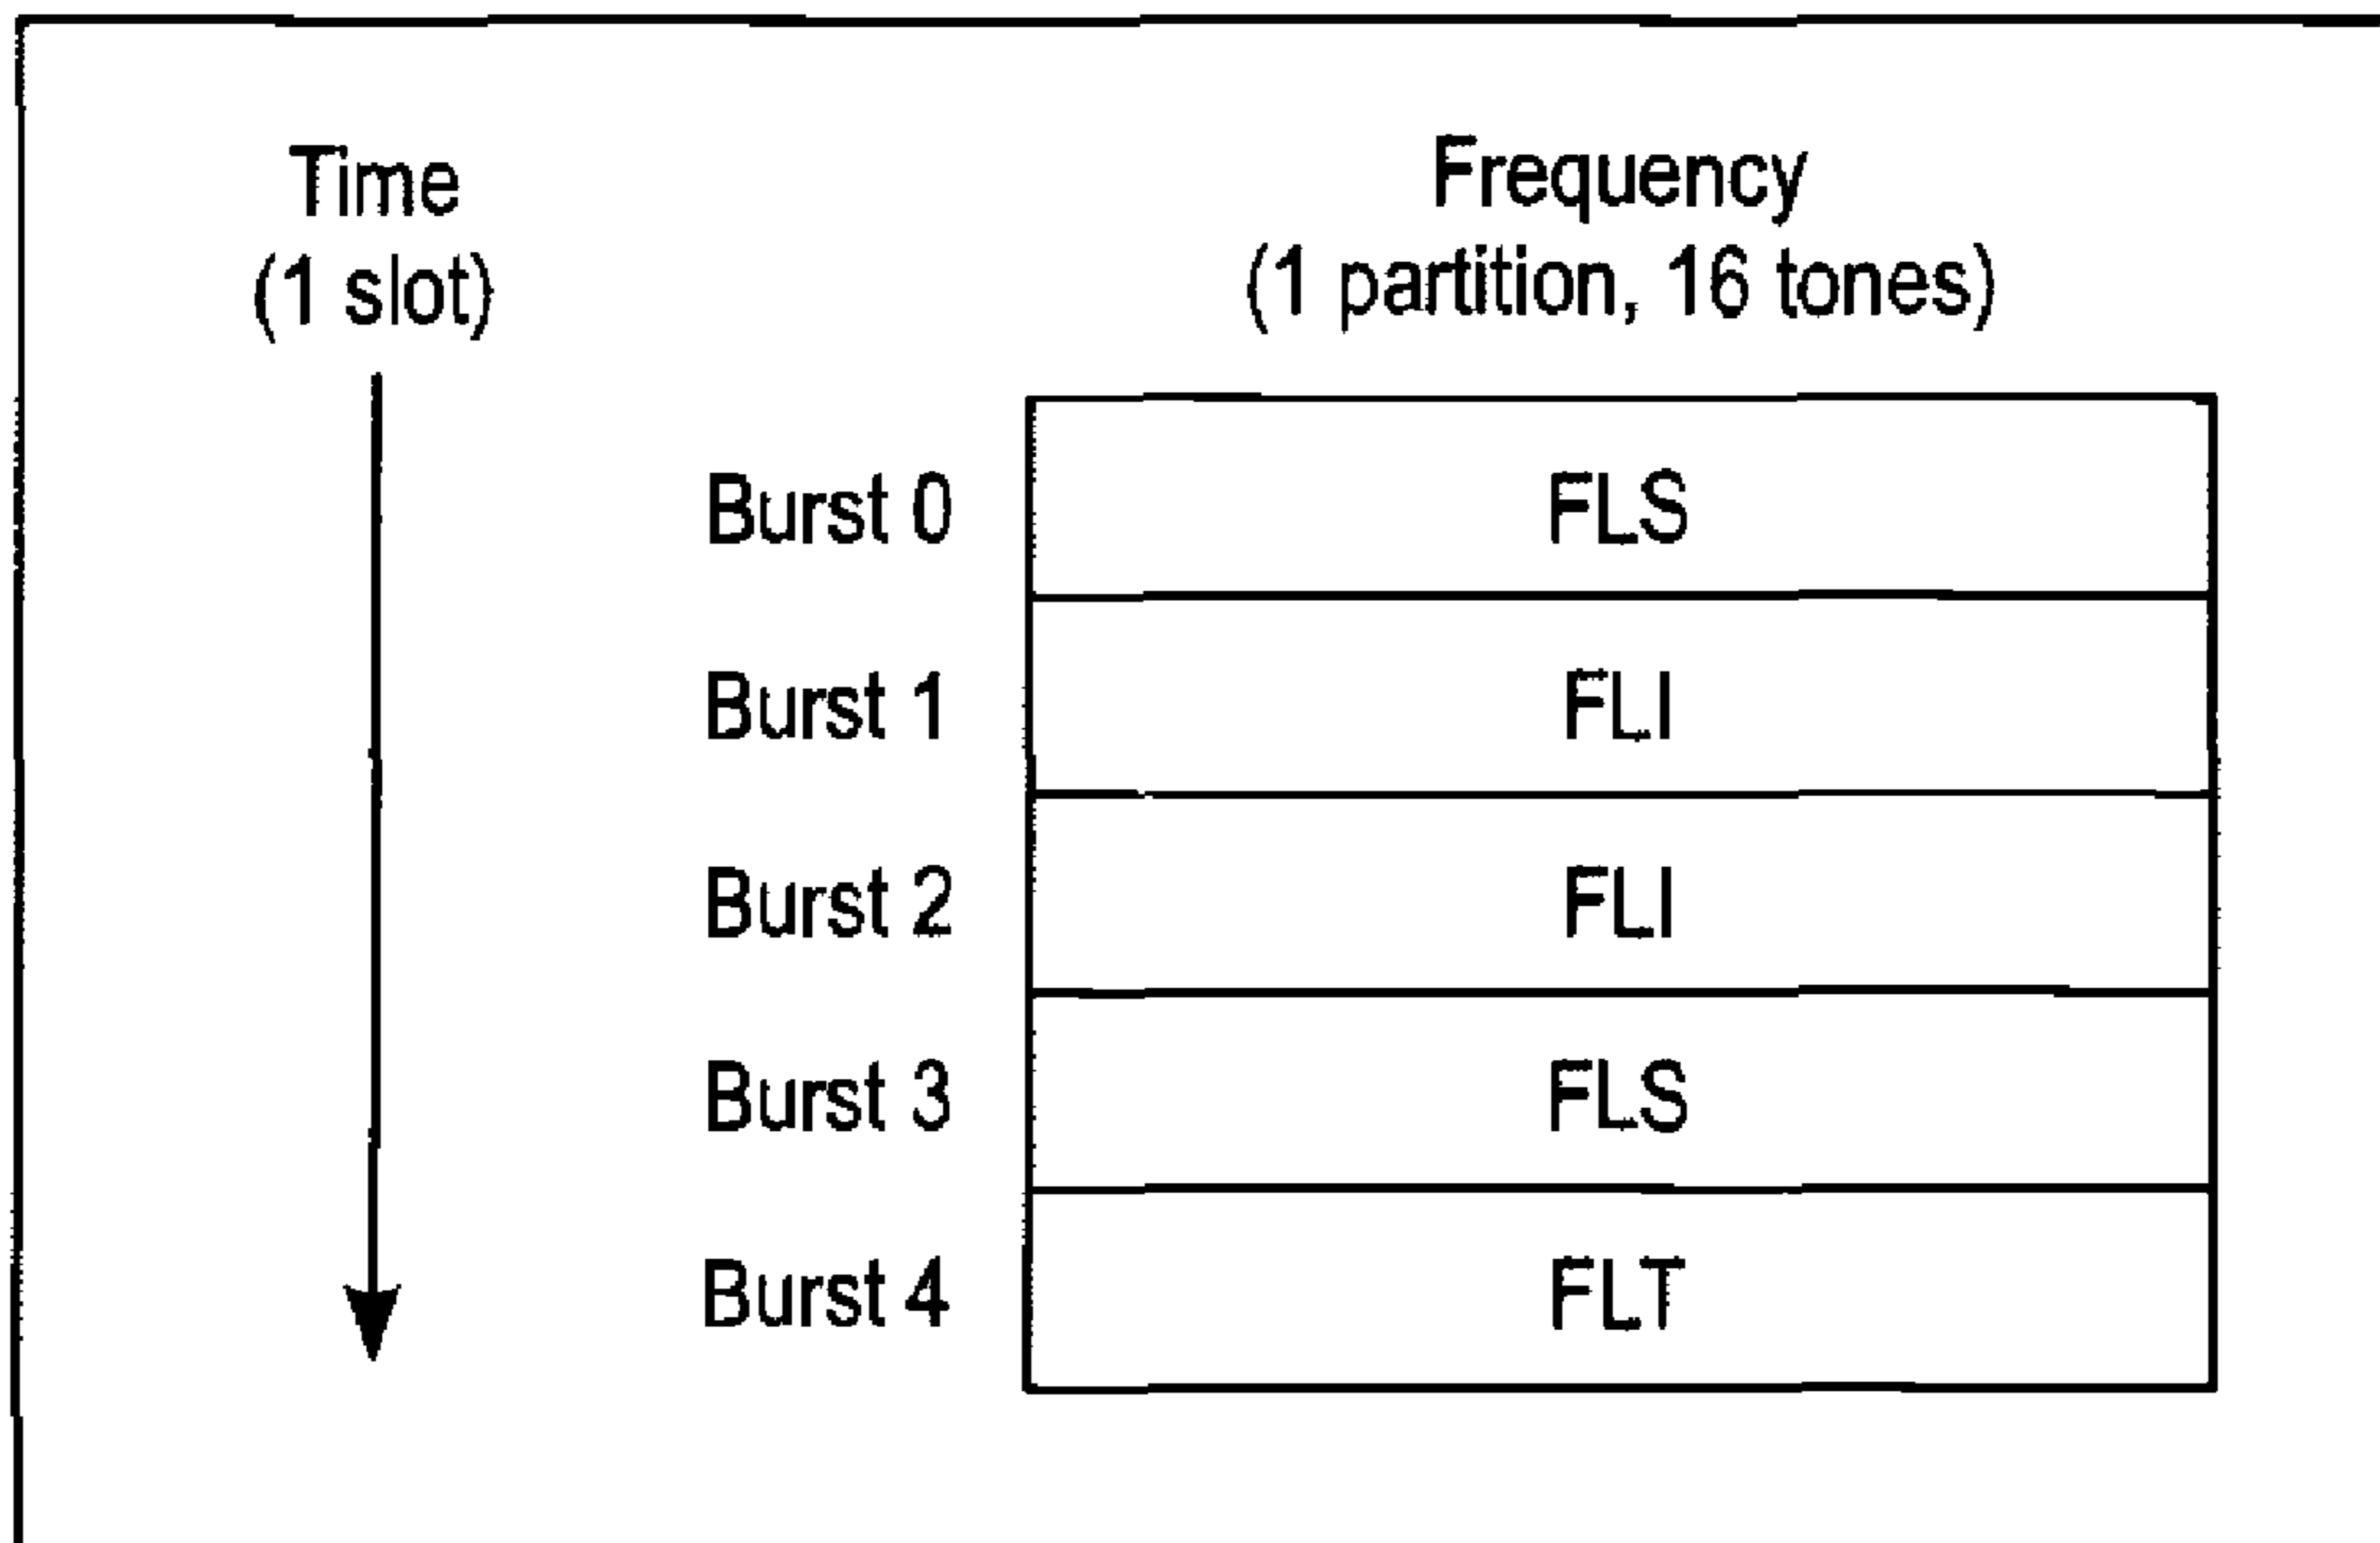 Time
(1 slot)
Frequency
(1 partition, 16 tones)
Burst 0 FLS
Burst 1 FLI
Burst 2 FLI
Burst 3 FLS
Burst 4 FLT